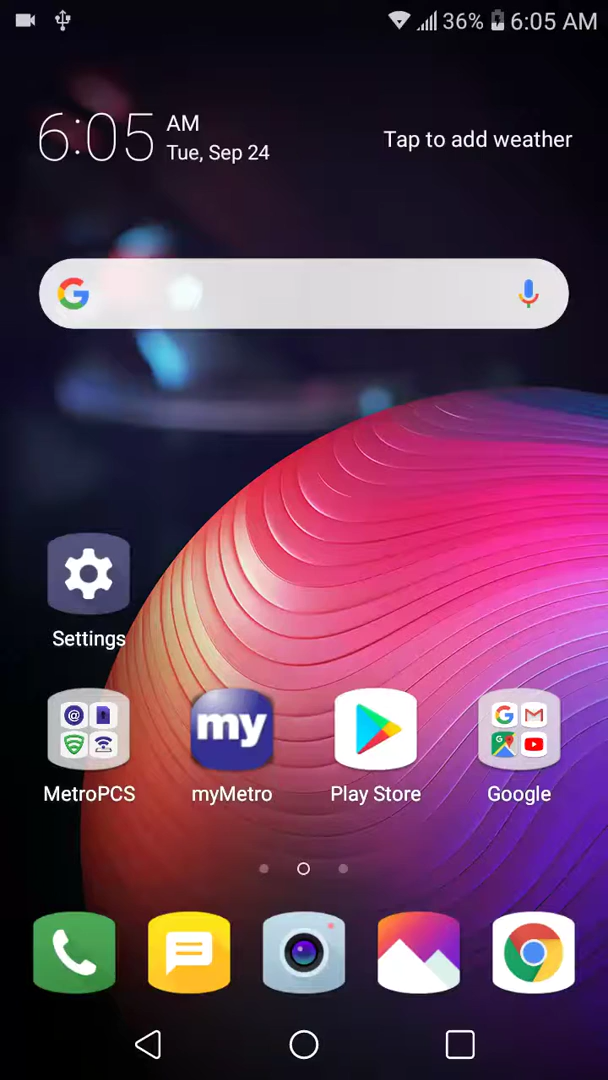 36% 6:05 AM
6:05 AM
Tue, Sep 24
Tap to add weather
Settings
my
MetroPCS
myMetro
Play Store
Google